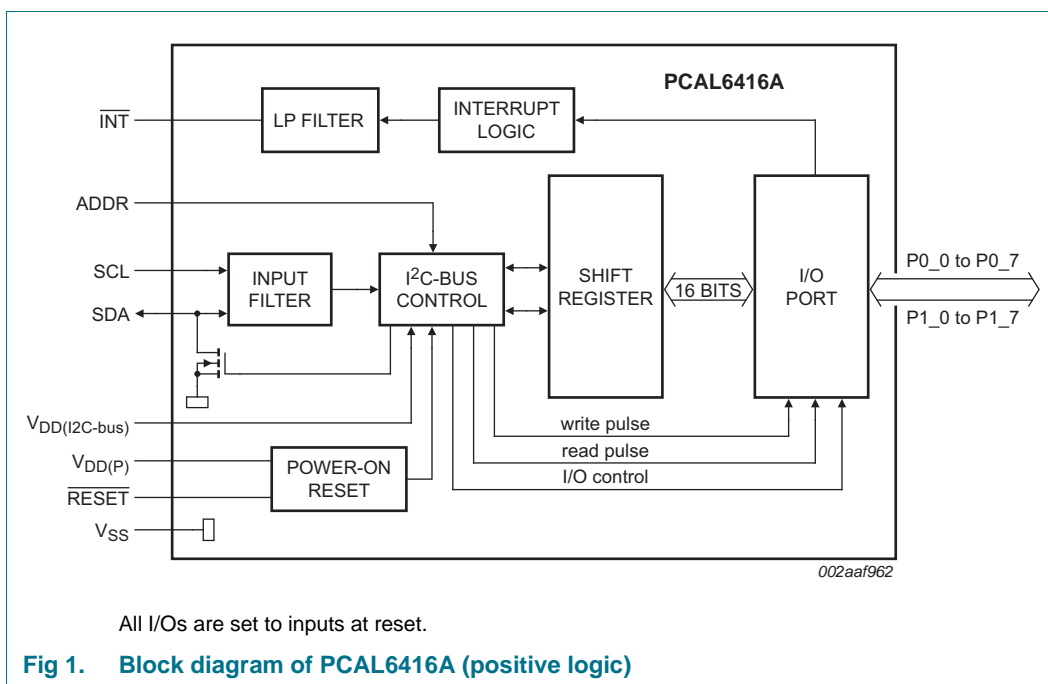 PCAL6416A
INT
LP FILTER
INTERRUPT
LOGIC
ADDR
SCL
SDA
INPUT
FILTER
I2C-BUS
CONTROL
SHIFT
REGISTER
16 BITS
I/O
PORT
P0_0 to P0_7
P1_0 to P1_7
VDD(I2C-bus)
VDD(P)
RESET
VSS
POWER-ON
RESET
write pulse
read pulse
I/O control
002aaf962
All I/Os are set to inputs at reset.
Fig 1. Block diagram of PCAL6416A (positive logic)